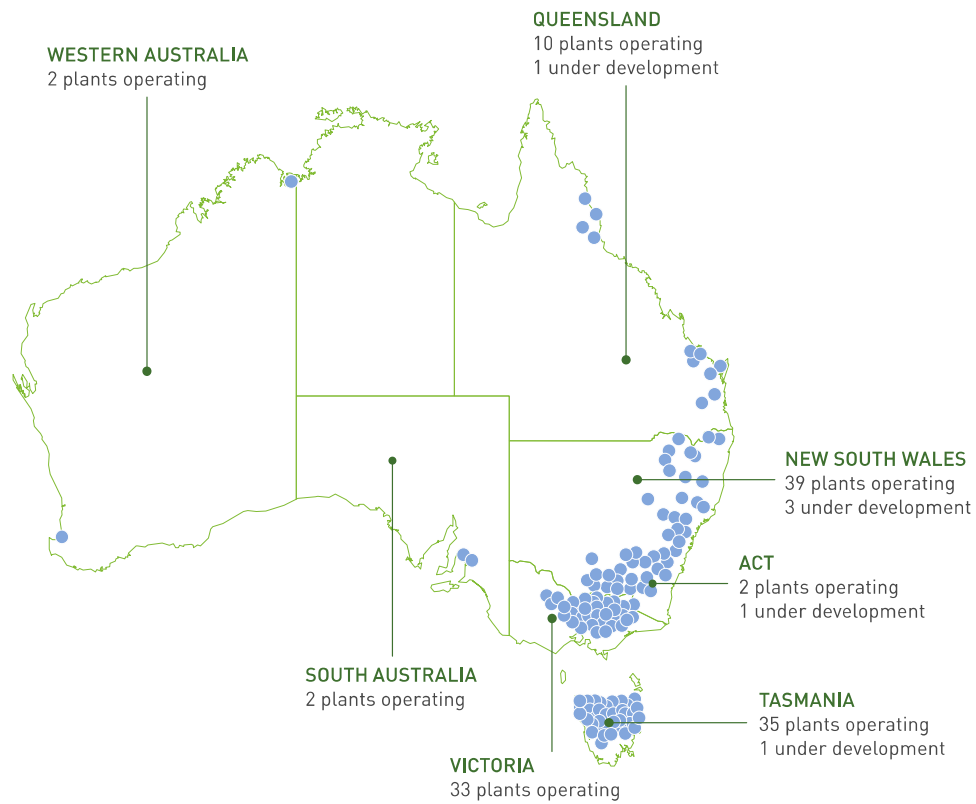 QUEENSLAND
10 plants operating
1 under development
WESTERN AUSTRALIA
2 plants operating
NEW SOUTH WALES
39 plants operating
3 under development
ACT
2 plants operating
1 under development
SOUTH AUSTRALIA
2 plants operating
TASMANIA
35 plants operating
1 under development
VICTORIA
33 plants operating